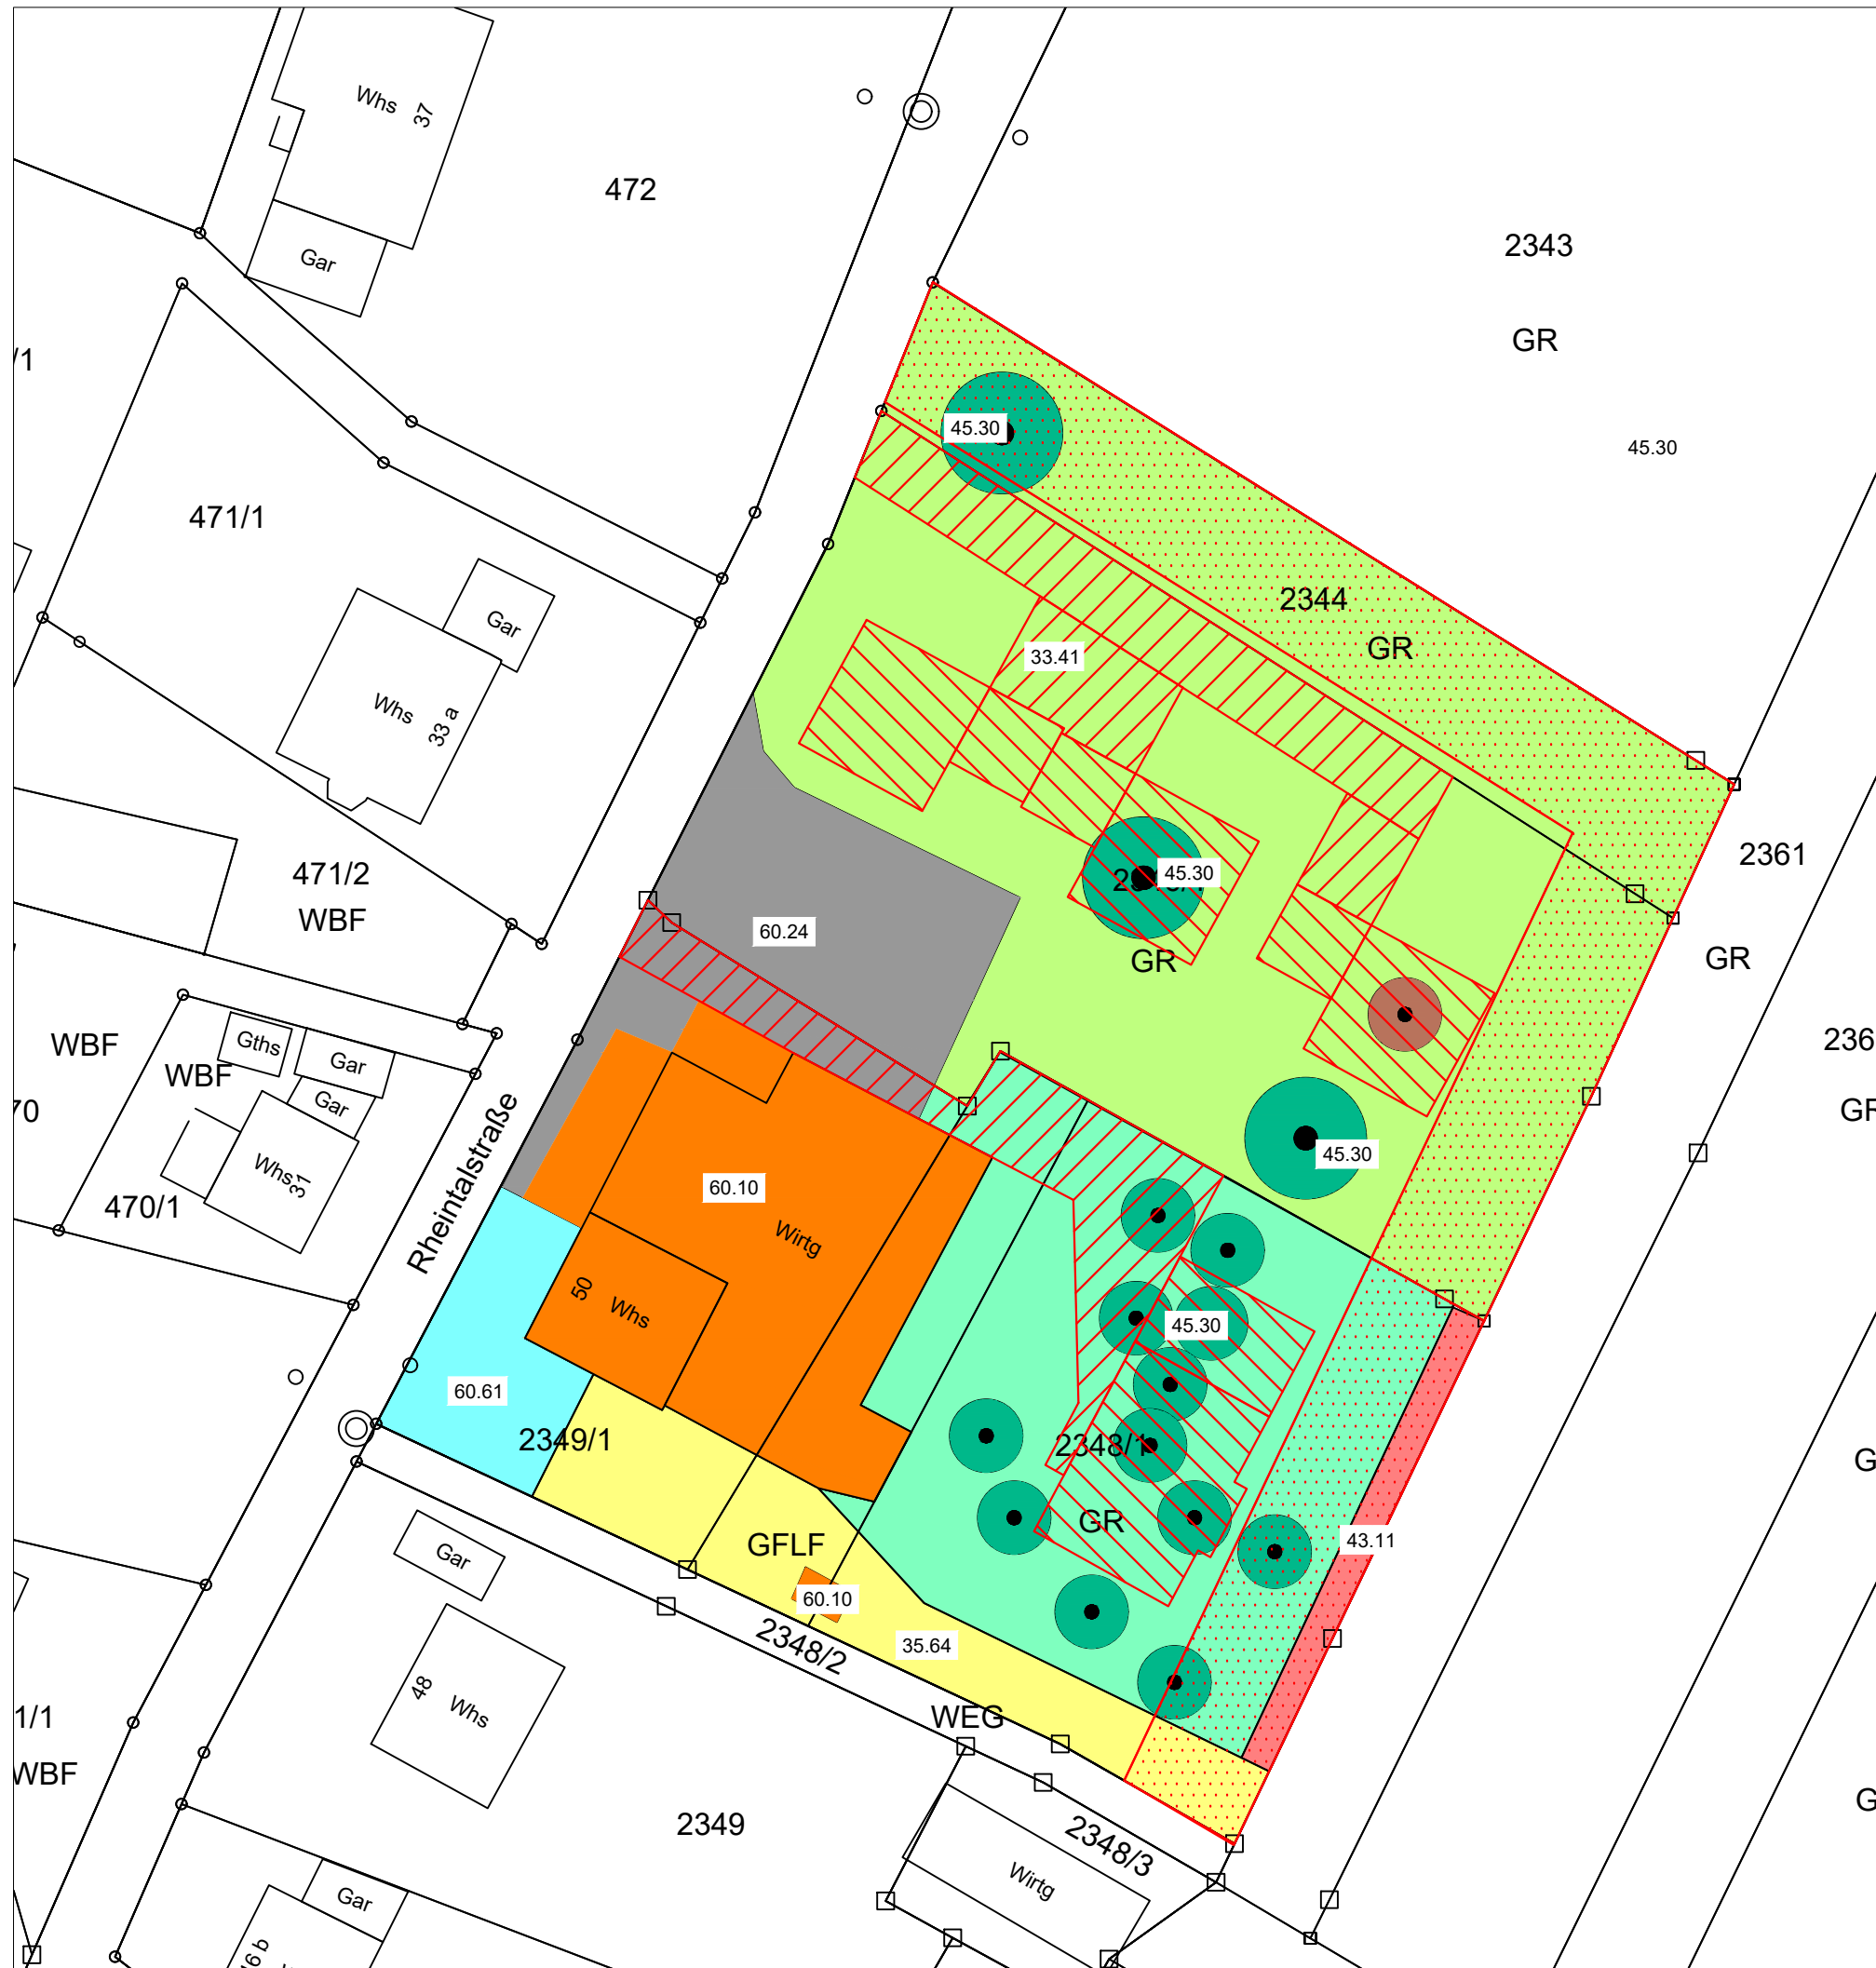 Whs
37
472
Gar
2343
GR
/1
45.30
45.30
471/1
2344
Gar
GR
33.41
Whs
33 a
2361
471/2
45.30
WBF
60.24
GR
GR
WBF
Gths
Gar
WBF
Gar
236
70
GR
Whs
31
470/1
Rheintalstraße
60.10
45.30
Wirtg
50
Whs
45.30
60.61
2349/1
2348/1
GR
GFLF
43.11
Gar
60.10
2348/2
35.64
48
Whs
WEG
1/1
WBF
2349
2348/3
Wirtg
Gar
16 b
G
G